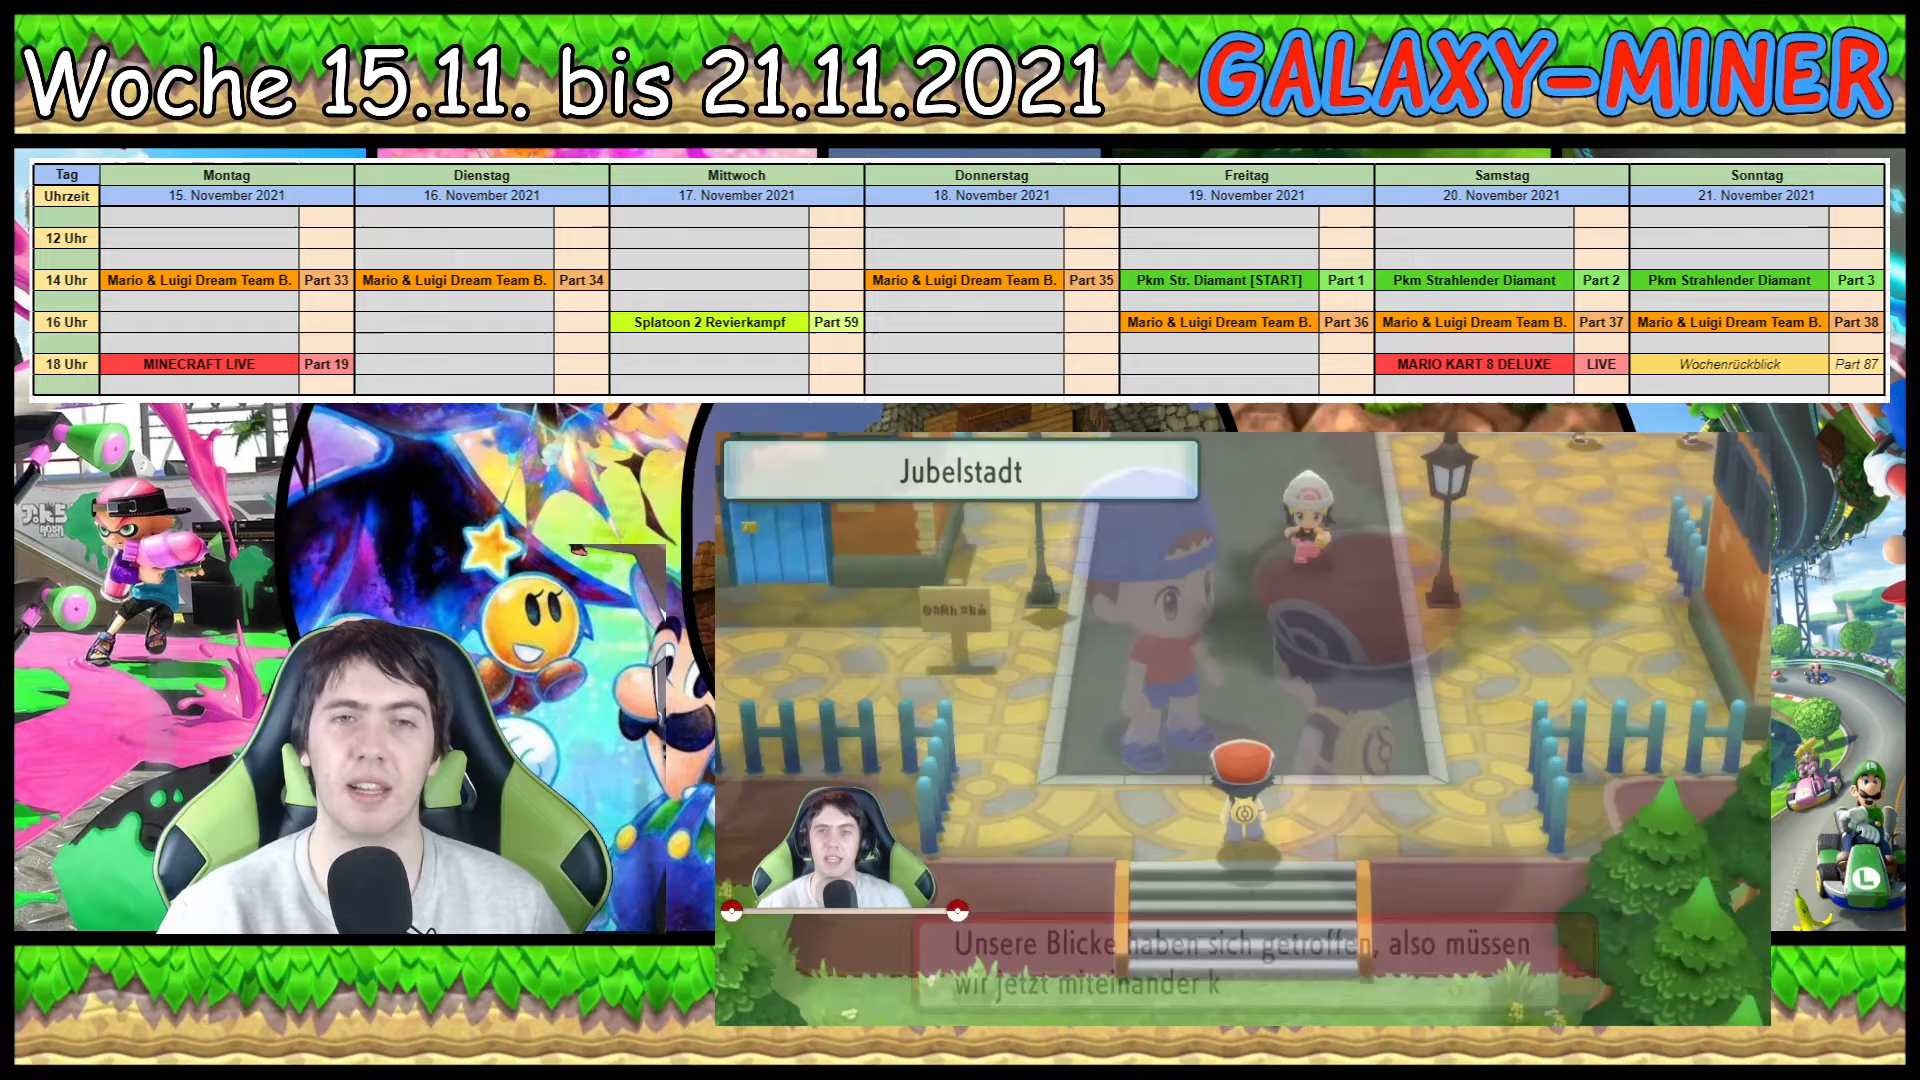 Woche 15.11. bis 21.11.2021
GALAXY-MINER
Tag Montag Dienstag Mittwoch Donnerstag Freitag Samstag Sonntag
Uhrzeit 15. November 2021 16. November 2021 17. November 2021 18. November 2021 19. November 2021 20. November 2021 21. November 2021
12 Uhr
14 Uhr Mario & Luigi Dream Team B. Part 33 Mario & Luigi Dream Team B. Part 34 Mario & Luigi Dream Team B. Part 35 Pkm Str. Diamant [START] Part 1 Pkm Strahlender Diamant Part 2 Pkm Strahlender Diamant Part 3
16 Uhr Splatoon 2 Revierkampf Part 59 Mario & Luigi Dream Team B. Part 36 Mario & Luigi Dream Team B. Part 37 Mario & Luigi Dream Team B. Part 38
18 Uhr MINECRAFT LIVE Part 19 MARIO KART 8 DELUXE LIVE Wochenrückblick Part 87
Jubelstadt
L
Unsere Blicke haben sich getroffen, also müssen
wir jetzt miteinander k